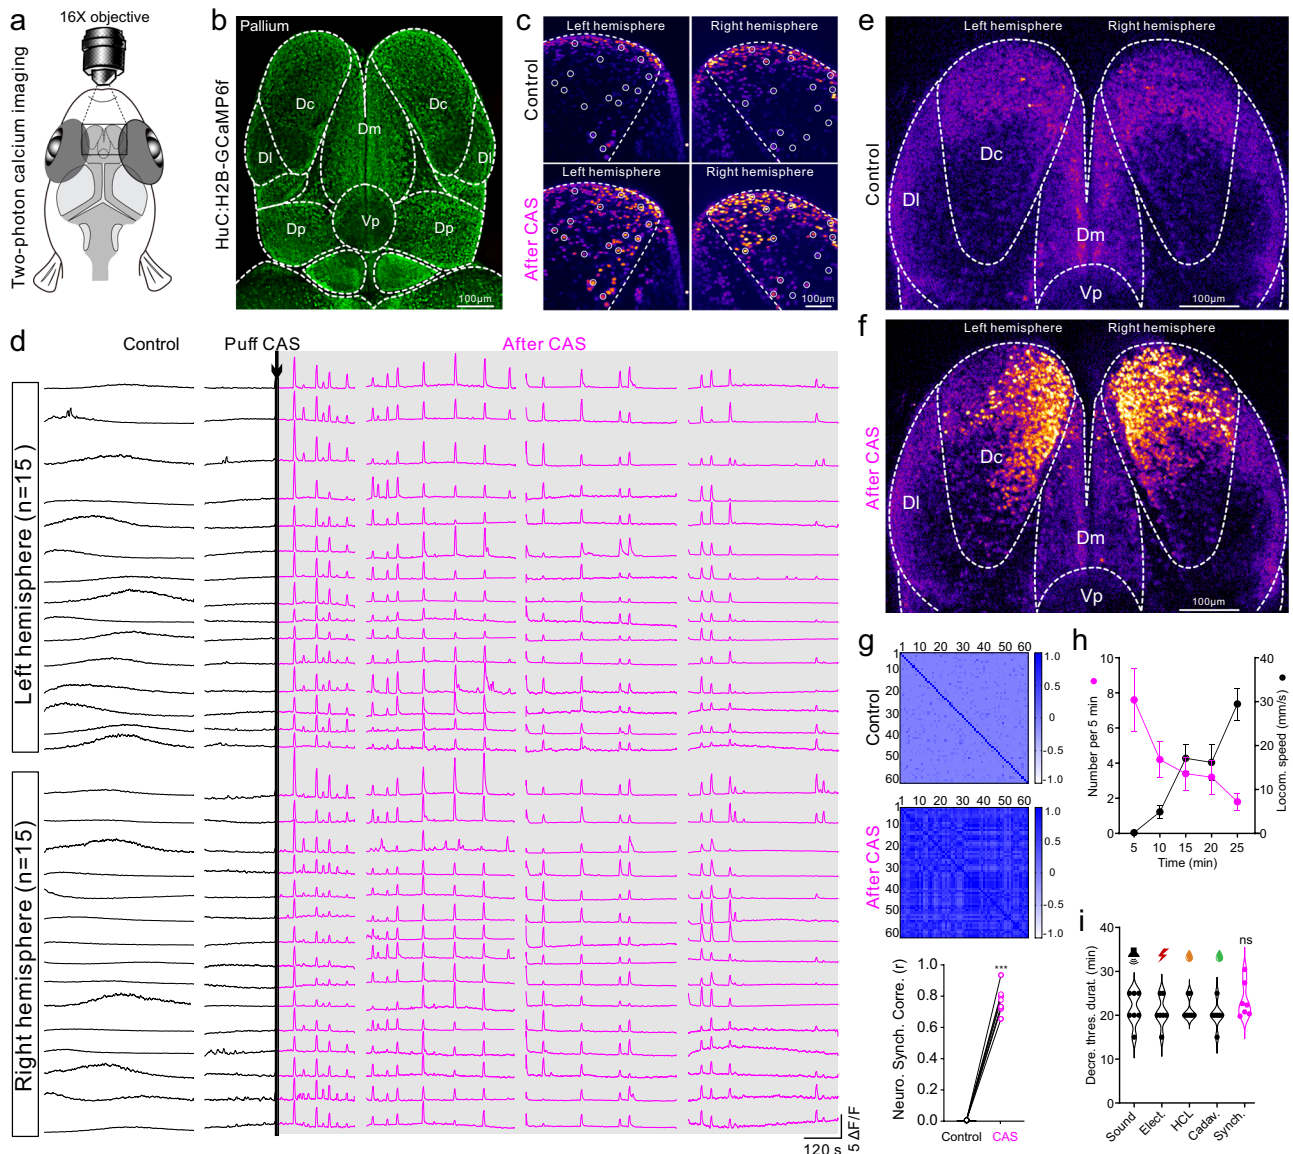 a
16X objective
Two-photon calcium imaging
b
Pallium
HuC:H2B-GCaMP6f
Dc
Dc
Dm
Dl
Dl
Vp
Dp
Dp
100μm
c
Left hemisphere
Right hemisphere
Control
Left hemisphere
Right hemisphere
After CAS
100μm
e
Left hemisphere
Right hemisphere
Control
Dc
Dl
Dm
Vp
100μm
f
Left hemisphere
Right hemisphere
After CAS
Dc
Dl
Dm
Vp
100μm
d
Control
Puff CAS
After CAS
Left hemisphere (n=15)
Right hemisphere (n=15)
5 ΔF/F
120 s
g
1 10 20 30 40 50 60
1
10
20
30
40
50
60
Control
1.0
0.5
0
-0.5
-1.0
1 10 20 30 40 50 60
1
10
20
30
40
50
60
After CAS
1.0
0.5
0
-0.5
-1.0
Neuro. Synch. Corre. (r)
1.0
0.8
0.6
0.4
0.2
0.0
***
Control
CAS
h
Number per 5 min
10
8
6
4
2
0
40
30
20
10
0
Locom. speed (mm/s)
5 10 15 20 25
Time (min)
i
Decre. thres. durat. (min)
40
30
20
10
0
ns
Sound
Elect.
HCL
Cadav.
Synch.